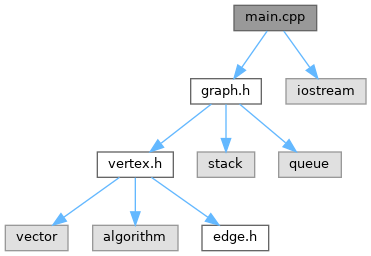 main.cpp
graph.h
iostream
vertex.h
stack
queue
vector
algorithm
edge.h